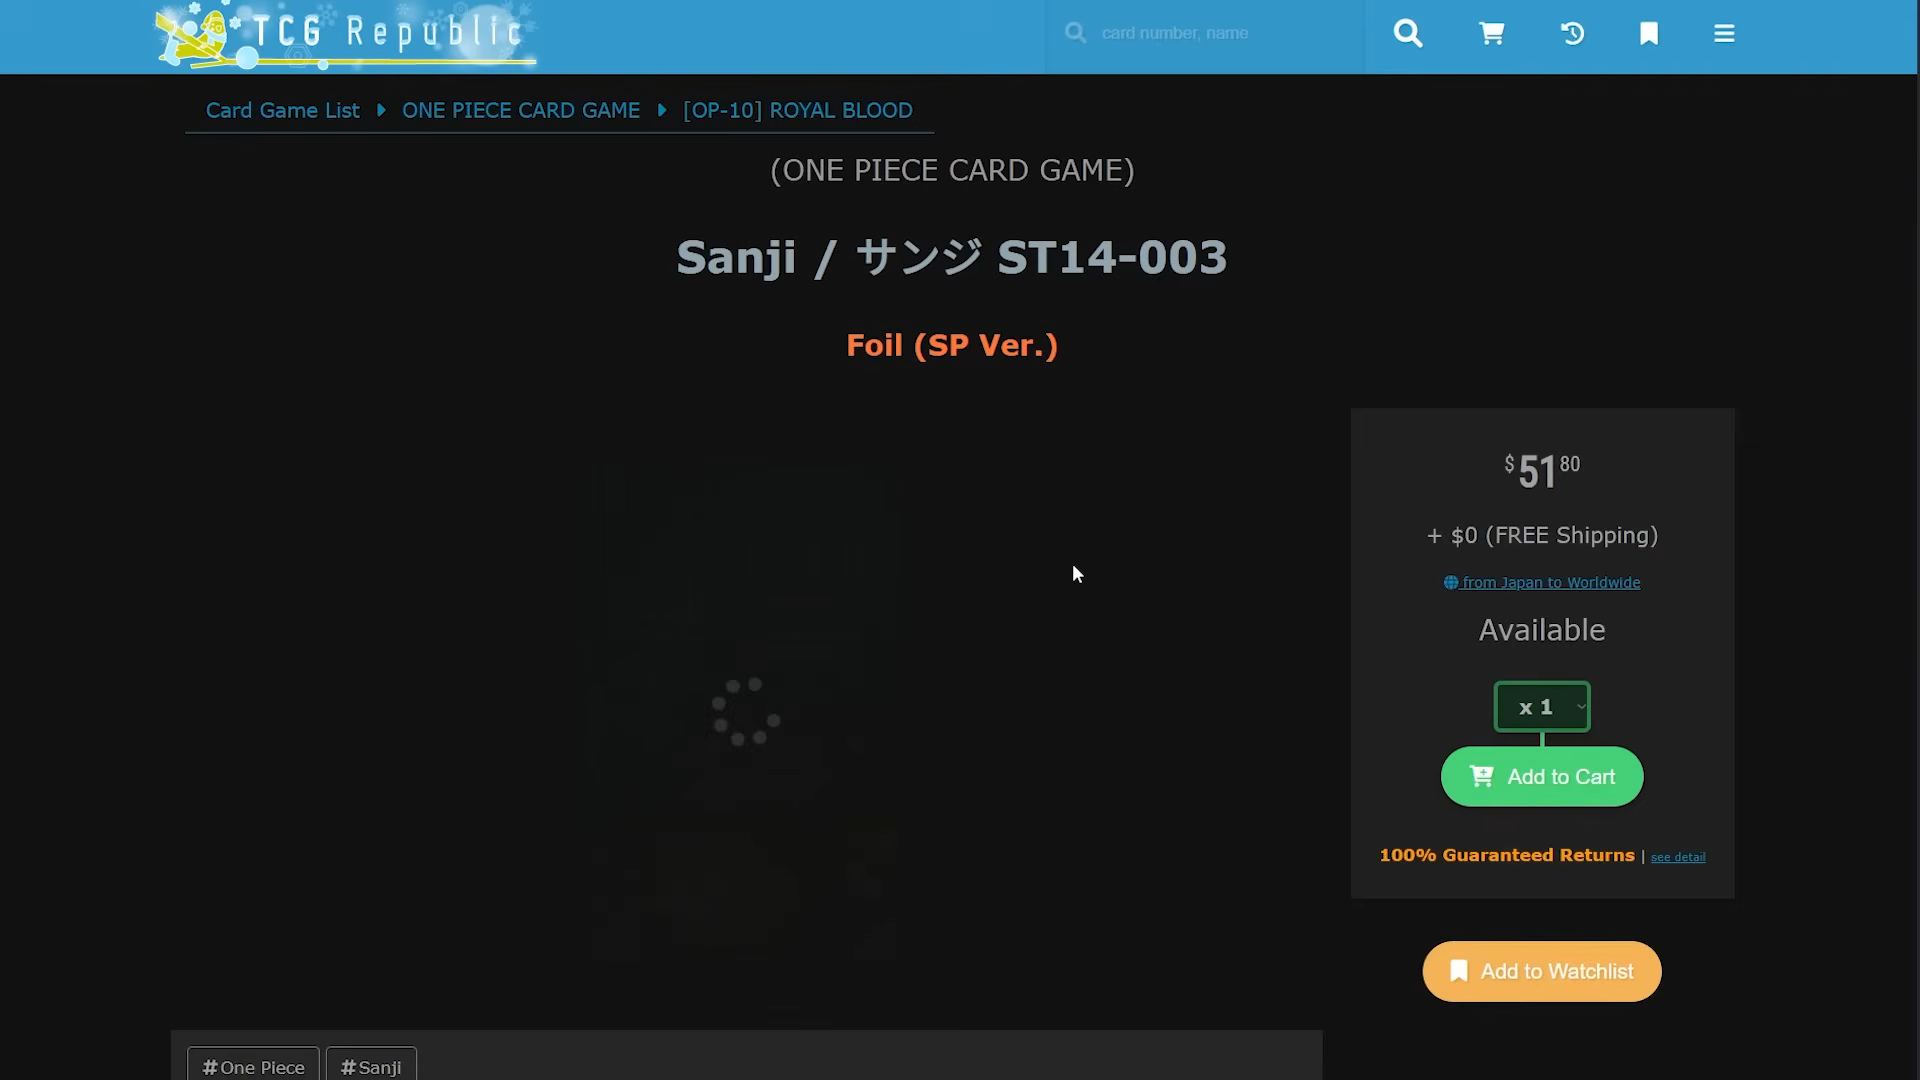 TCG Republic
card number, name
Card Game List ONE PIECE CARD GAME [OP-10] ROYAL BLOOD
(ONE PIECE CARD GAME)
Sanji / サンジ ST14-003
Foil (SP Ver.)
$51 80
+ $0 (FREE Shipping)
from Japan to Worldwide
Available
x 1
Add to Cart
100% Guaranteed Returns | see detail
Add to Watchlist
#One Piece #Sanji